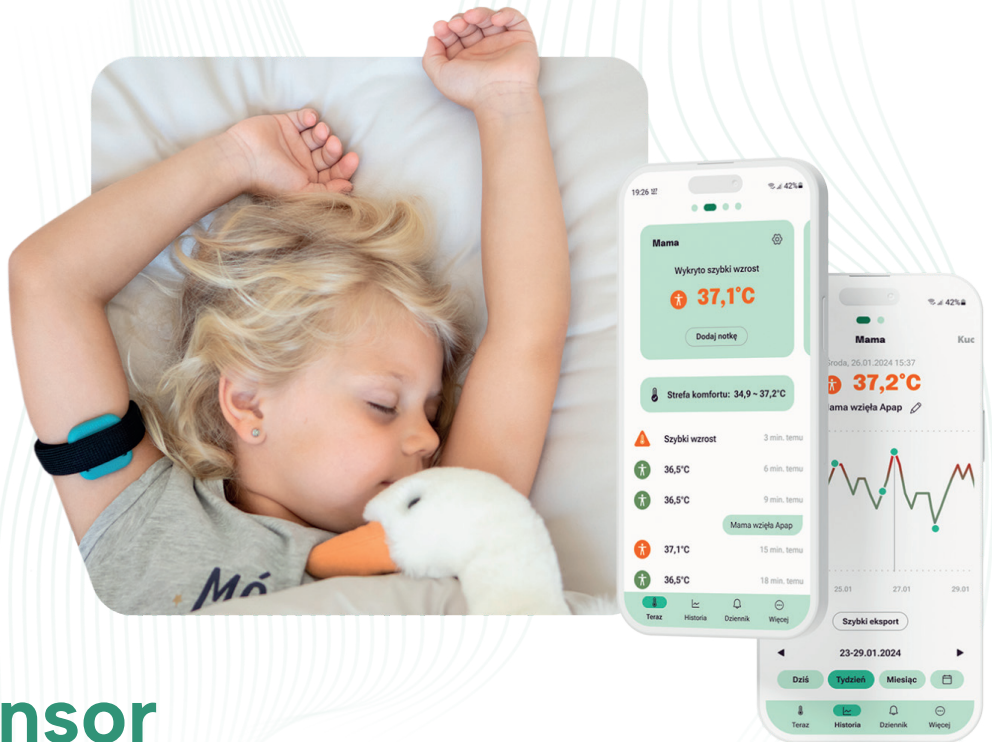 Mó
19:26
42%
Mama
Wykryto szybki wzrost
37,1°C
Dodaj notkę
Strefa komfortu: 34,9 ~ 37,2°C
Szybki wzrost
3 min. temu
36,5°C
6 min. temu
36,5°C
9 min. temu
Mama wzięła Apap
37,1°C
15 min. temu
36,5°C
18 min. temu
Teraz
Historia
Dziennik
Więcej
42%
Mama
Kuc
środa, 26.01.2024 15:37
37,2°C
ama wzięła Apap
25.01
27.01
29.01
Szybki eksport
23-29.01.2024
Dziś
Tydzień
Miesiąc
Teraz
Historia
Dziennik
Więcej
nsor